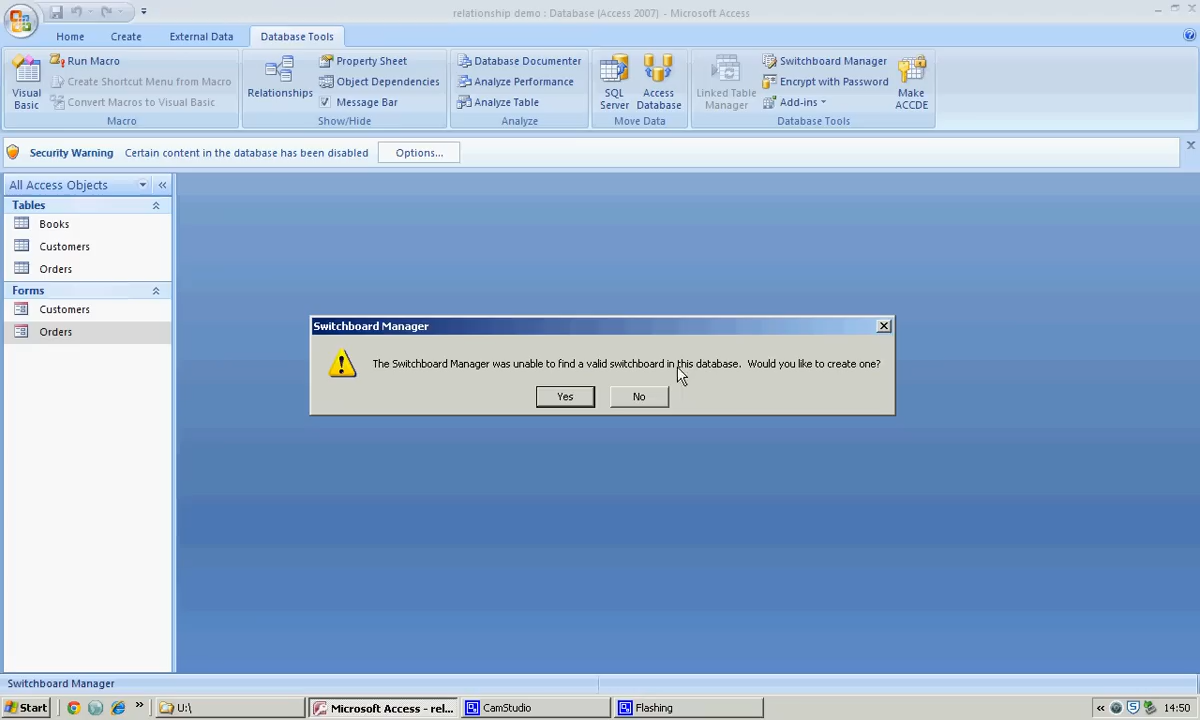 relationship demo : Database (Access 2007) - Microsoft Access
Home Create External Data Database Tools
Visual Basic
Run Macro
Create Shortcut Menu from Macro
Convert Macros to Visual Basic
Macro
Relationships
Property Sheet
Object Dependencies
Message Bar
Show/Hide
Database Documenter
Analyze Performance
Analyze Table
Analyze
SQL Server
Access Database
Move Data
Linked Table Manager
Switchboard Manager
Encrypt with Password
Add-ins
Make ACCDE
Database Tools
Security Warning Certain content in the database has been disabled Options...
All Access Objects
Tables
Books
Customers
Orders
Forms
Customers
Orders
Switchboard Manager
The Switchboard Manager was unable to find a valid switchboard in this database. Would you like to create one?
Yes No
Switchboard Manager
Start U:\ Microsoft Access - rel... CamStudio Flashing 14:50